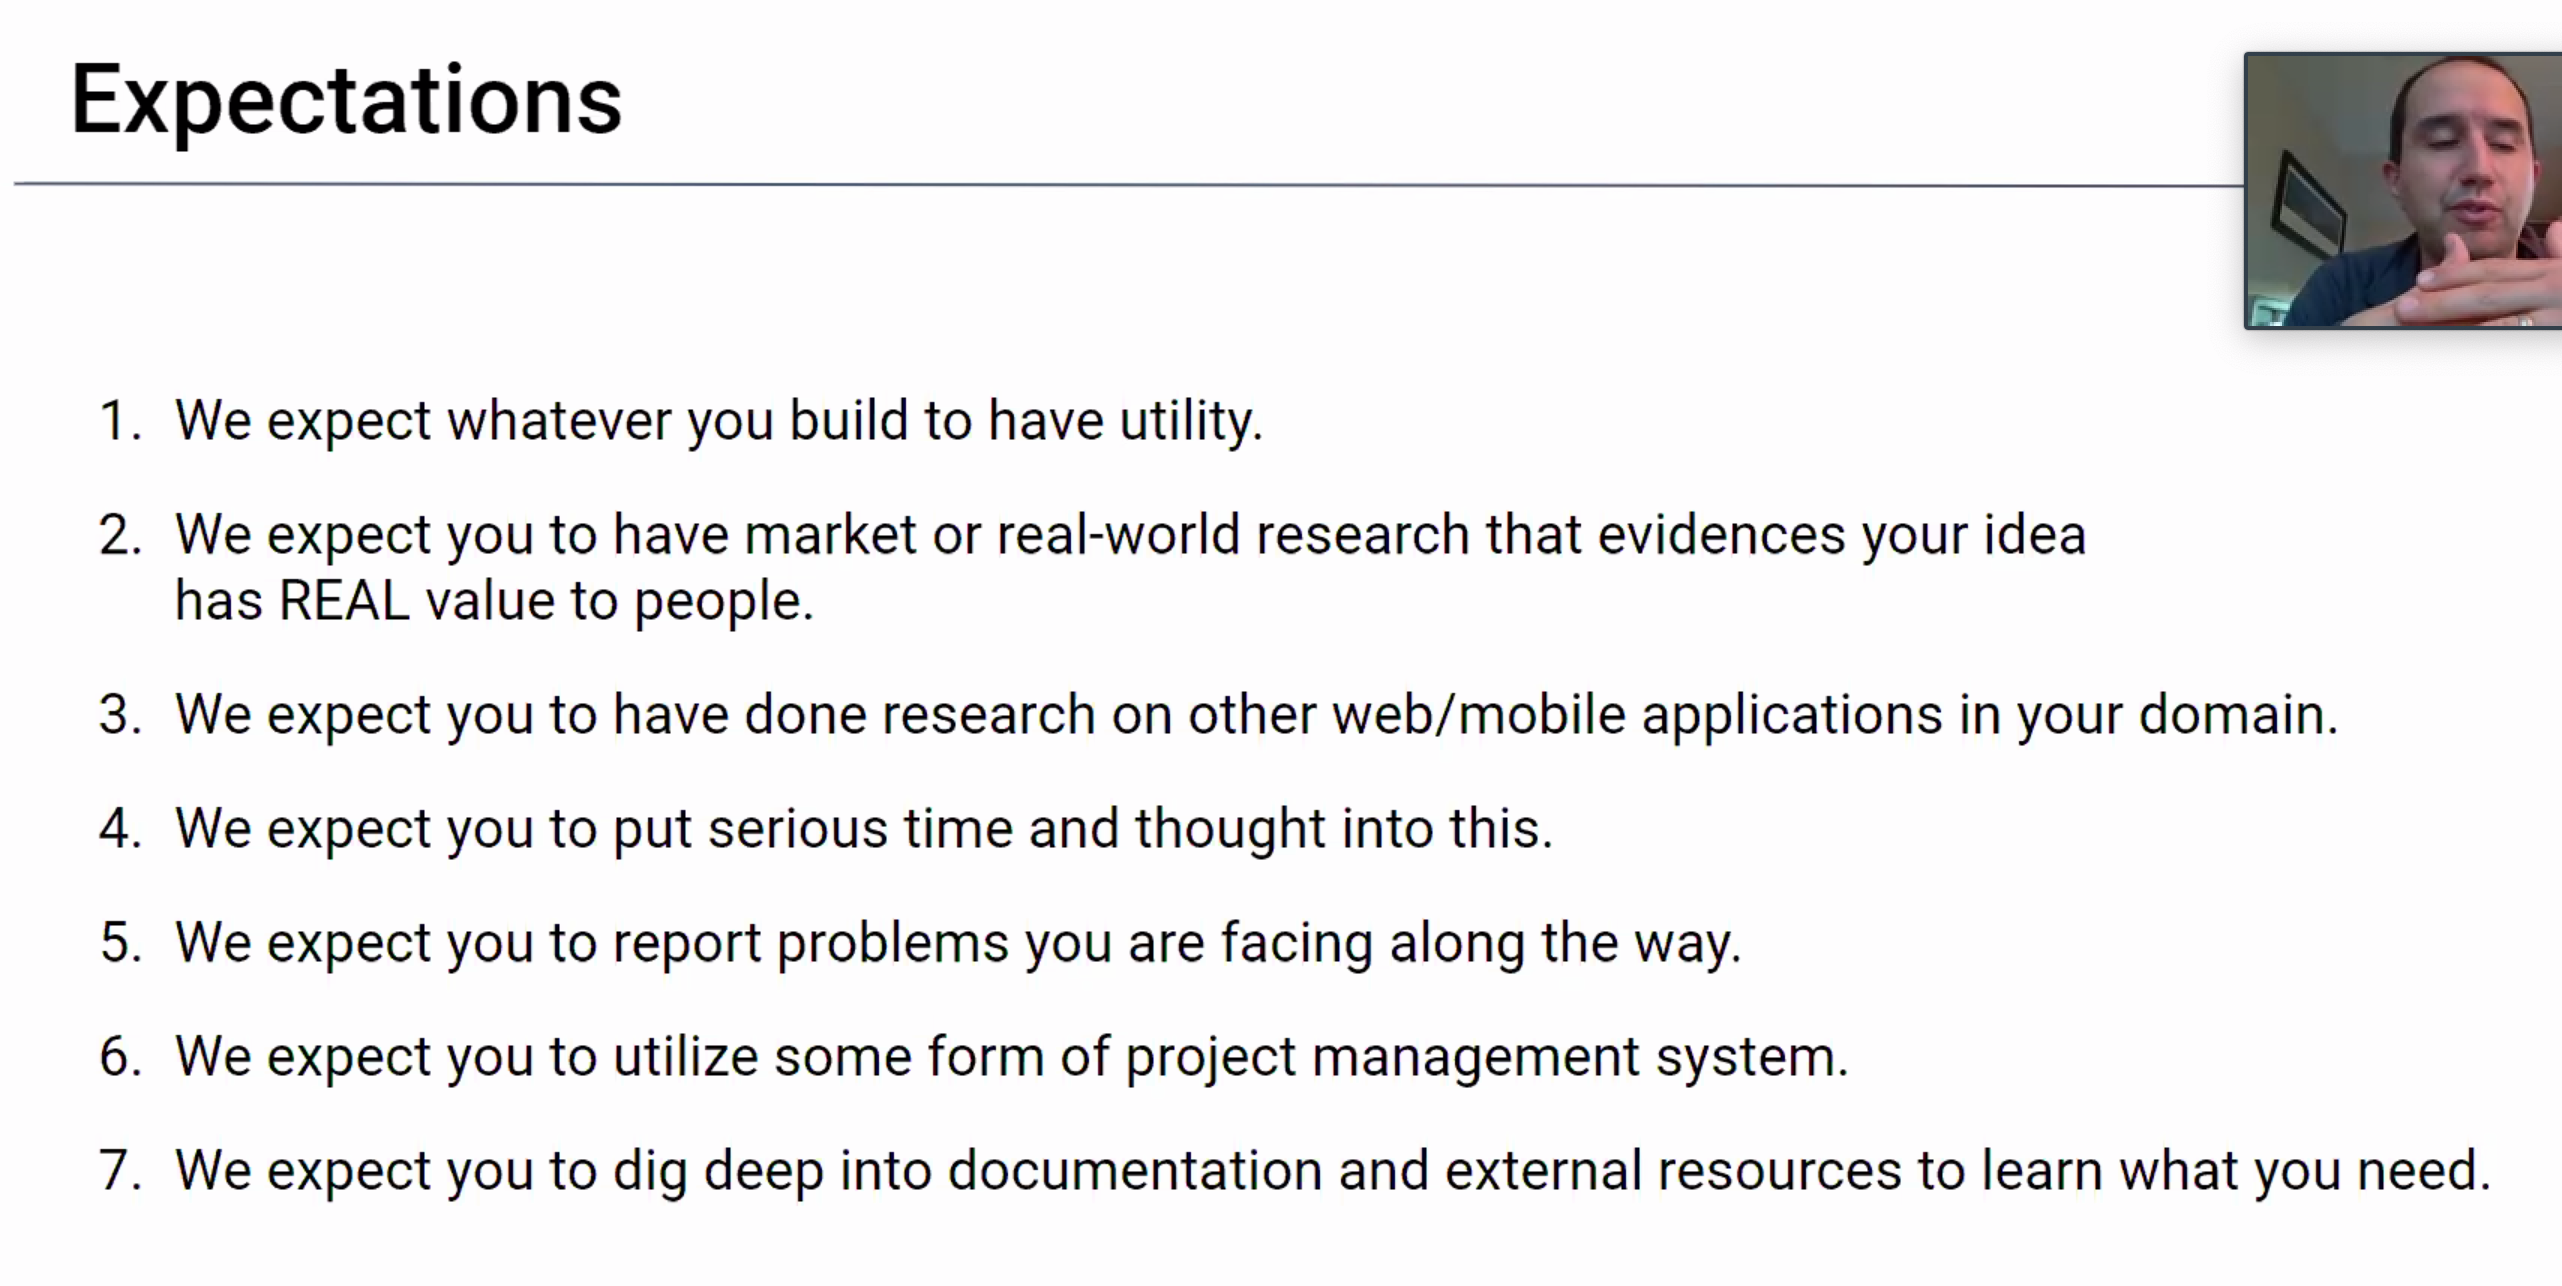 Expectations
1. We expect whatever you build to have utility.
2. We expect you to have market or real-world research that evidences your idea
has REAL value to people.
3. We expect you to have done research on other web/mobile applications in your domain.
4. We expect you to put serious time and thought into this.
5. We expect you to report problems you are facing along the way.
6. We expect you to utilize some form of project management system.
7. We expect you to dig deep into documentation and external resources to learn what you need.